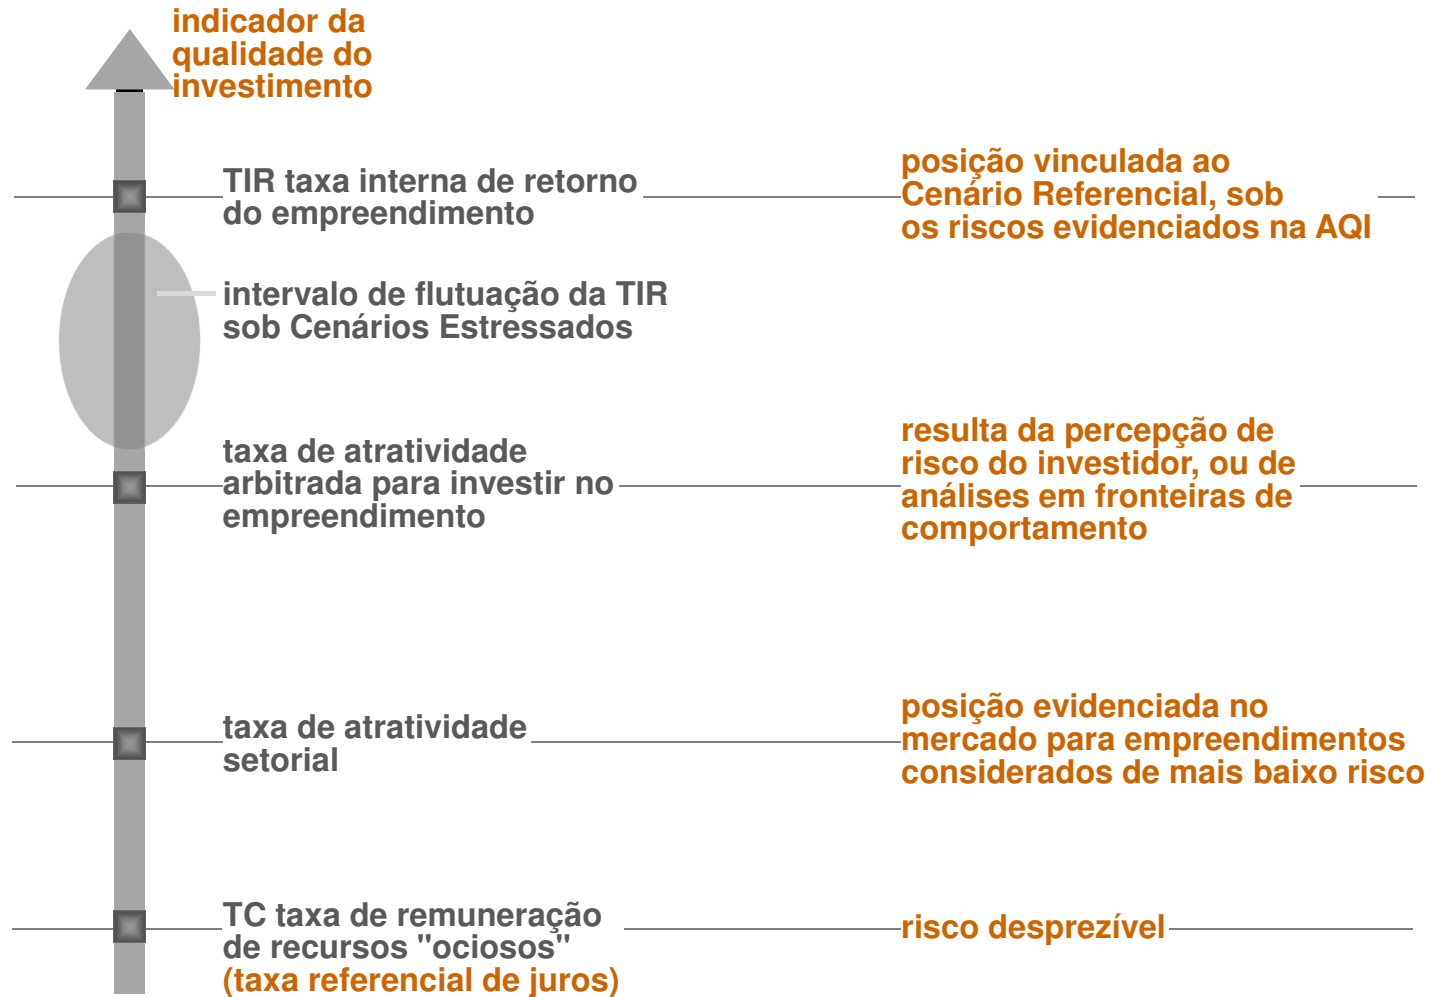 indicador da
qualidade do
investimento
TIR taxa interna de retorno
do empreendimento
posição vinculada ao
Cenário Referencial, sob
os riscos evidenciados na AQI
intervalo de flutuação da TIR
sob Cenários Estressados
taxa de atratividade
arbitrada para investir no
empreendimento
resulta da percepção de
risco do investidor, ou de
análises em fronteiras de
comportamento
taxa de atratividade
setorial
posição evidenciada no
mercado para empreendimentos
considerados de mais baixo risco
TC taxa de remuneração
de recursos "ociosos"
(taxa referencial de juros)
risco desprezível